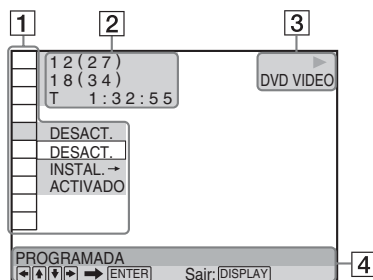 1 2 3
12(27)
18(34)
T 1:32:55
DVD VIDEO
DESACT.
DESACT.
INSTAL.→
ACTIVADO
PROGRAMADA
4
ENTER Sair: DISPLAY